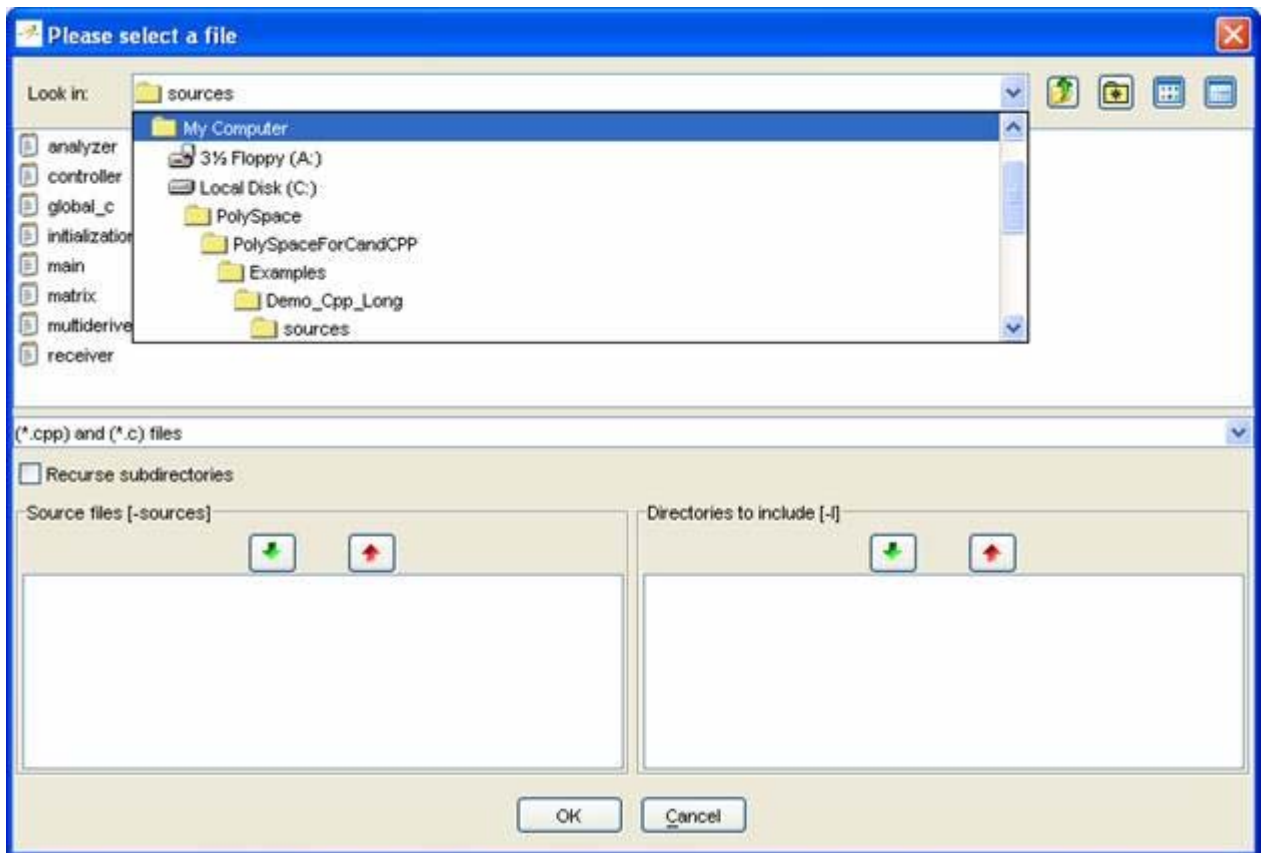 Please select a file
Look in: sources
My Computer
analyzer
3½ Floppy (A:)
controller
Local Disk (C:)
global_c
PolySpace
initialization
PolySpaceForCandCPP
main
Examples
matrix
Demo_Cpp_Long
multiderive
sources
receiver
(*.cpp) and (*.c) files
Recurse subdirectories
Source files [-sources] Directories to include [-I]
OK Cancel